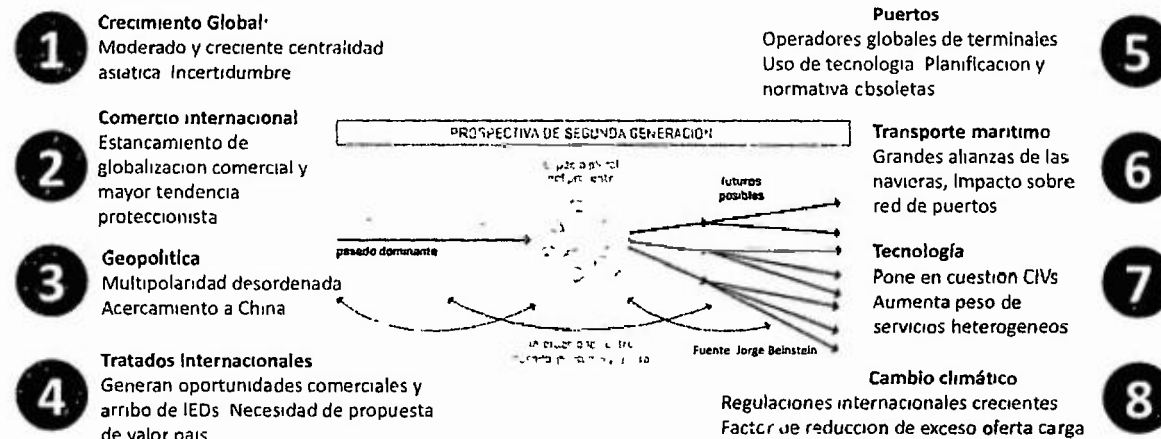 1
Crecimiento Global
Moderado y creciente centralidad
asiatica Incertidumbre
2
Comercio internacional
Estancamiento de
globalizacion comercial y
mayor tendencia
proteccionista
3
Geopolitica
Multipolaridad desordenada
Acercamiento a China
4
Tratados Internacionales
Generan oportunidades comerciales y
arribo de IEDs Necesidad de propuesta
de valor pais
PROSPECTIVA DE SEGUNDA GENERACION
futuros
posibles
pasado dominante
Fuente Jorge Beinstein
Puertos
5
Operadores globales de terminales
Uso de tecnologia Planificacion y
normativa obsoletas
Transporte maritimo
6
Grandes alianzas de las
navieras, Impacto sobre
red de puertos
Tecnología
7
Pone en cuestion CIVs
Aumenta peso de
servicios heterogeneos
Cambio climático
8
Regulaciones internacionales crecientes
Factor de reduccion de exceso oferta carga